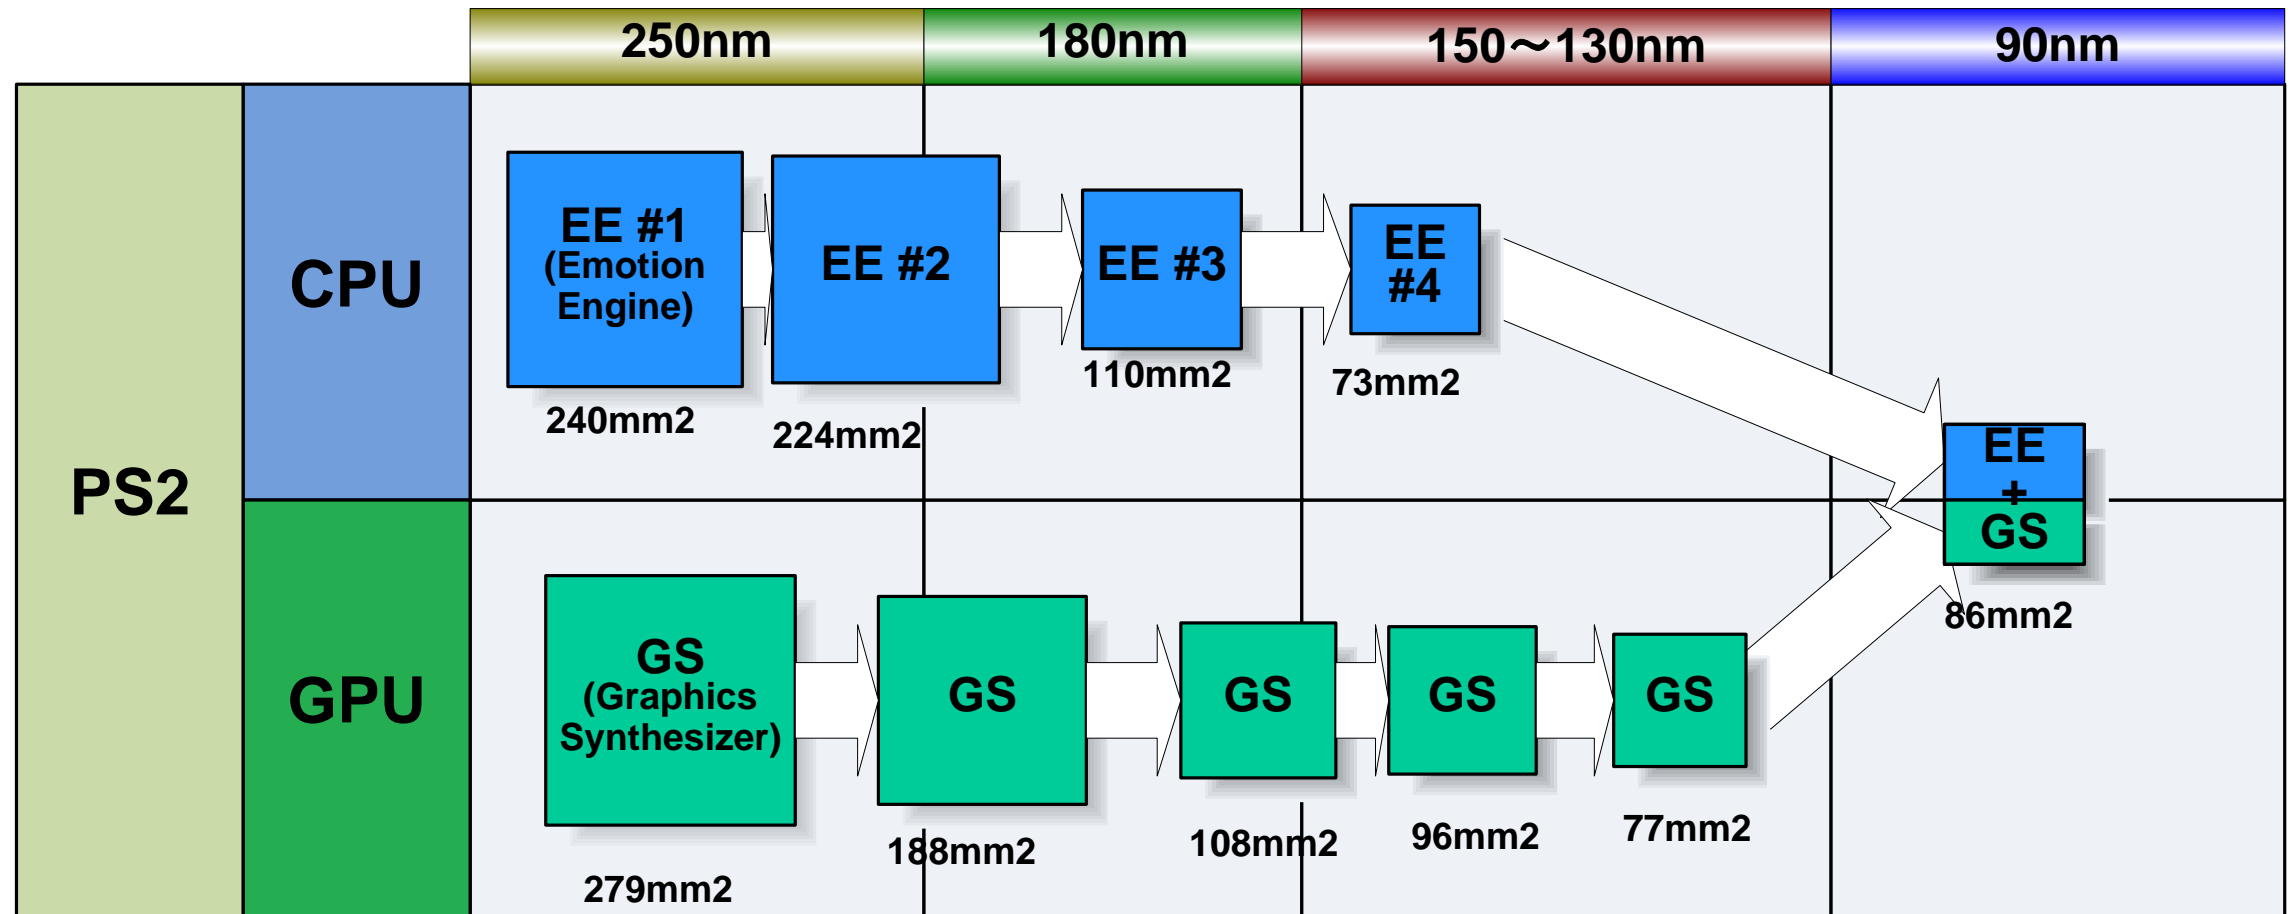 250nm
180nm
150～130nm
90nm
PS2
CPU
EE #1
(Emotion
Engine)
240mm2
EE #2
224mm2
EE #3
110mm2
EE
#4
73mm2
EE
+
GS
86mm2
GPU
GS
(Graphics
Synthesizer)
279mm2
GS
188mm2
GS
108mm2
GS
96mm2
GS
77mm2